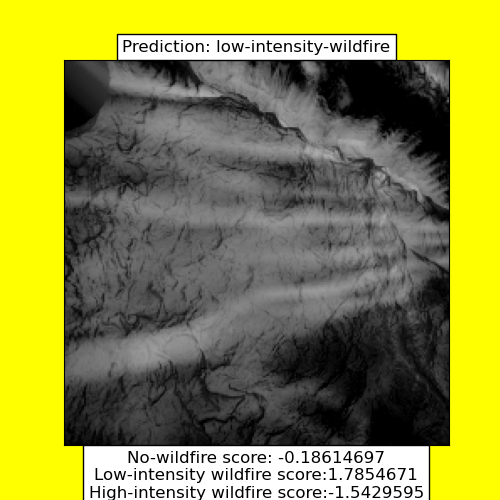 Prediction: low-intensity-wildfire
No-wildfire score: -0.18614697
Low-intensity wildfire score:1.7854671
High-intensity wildfire score:-1.5429595